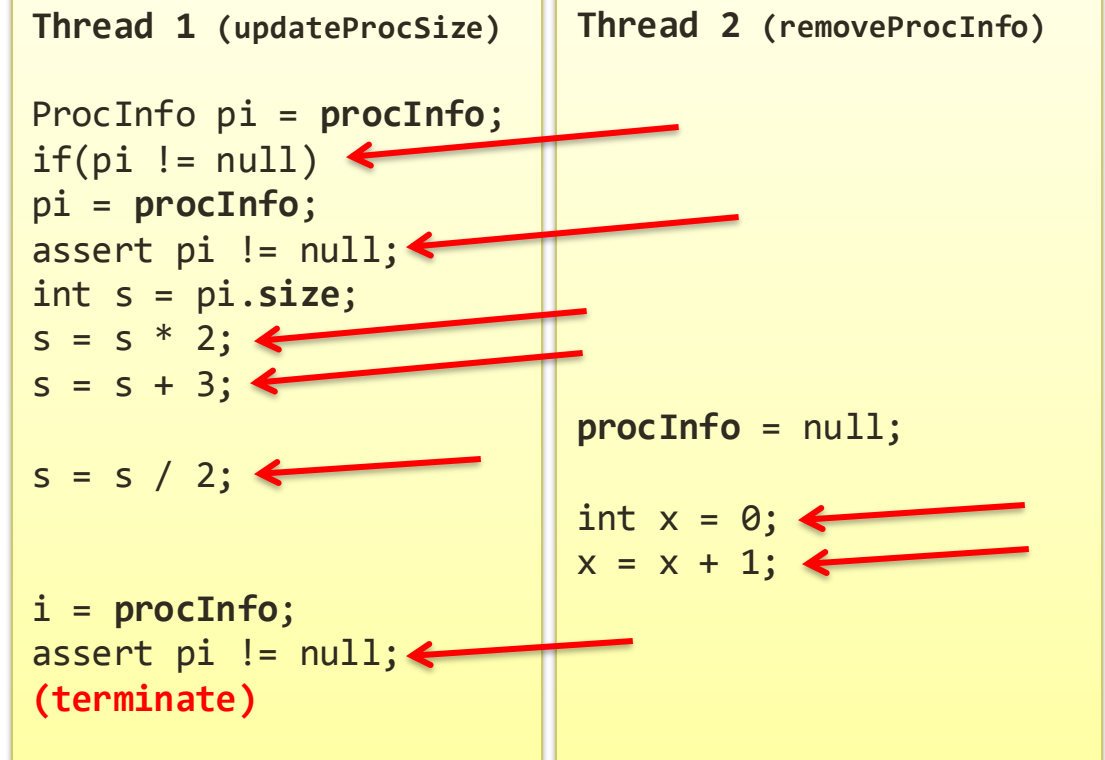 Thread 1 (updateProcSize)
ProcInfo pi = procInfo;
if(pi != null)
pi = procInfo;
assert pi != null;
int s = pi.size;
s = s * 2;
s = s + 3;
s = s / 2;
i = procInfo;
assert pi != null;
(terminate)
Thread 2 (removeProcInfo)
procInfo = null;
int x = 0;
x = x + 1;